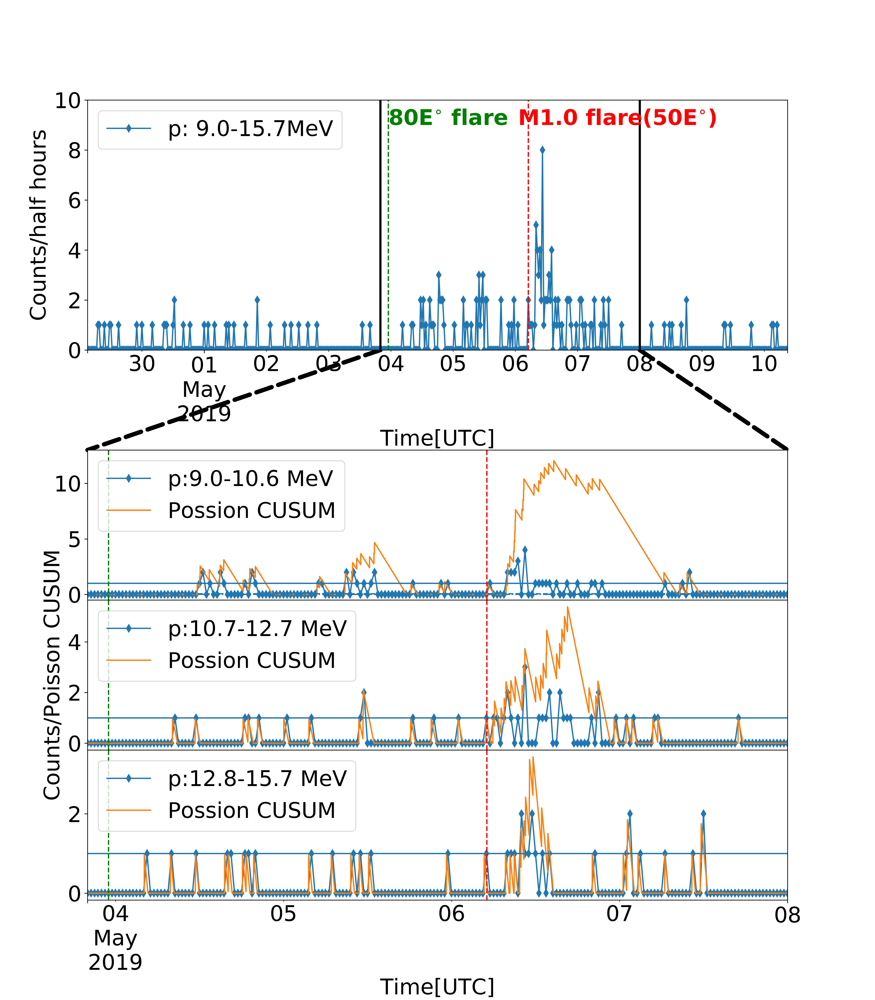 10
80E° flare M1.0 flare(50E°)
p: 9.0-15.7MeV
8
6
4
2
0
Counts/half hours
30 01 02 03 04 05 06 07 08 09 10
May
2019
Time[UTC]
p:9.0-10.6 MeV
10
Possion CUSUM
5
0
p:10.7-12.7 MeV
4
Possion CUSUM
2
0
Counts/Poisson CUSUM
p:12.8-15.7 MeV
Possion CUSUM
2
0
04 05 06 07 08
May
2019
Time[UTC]